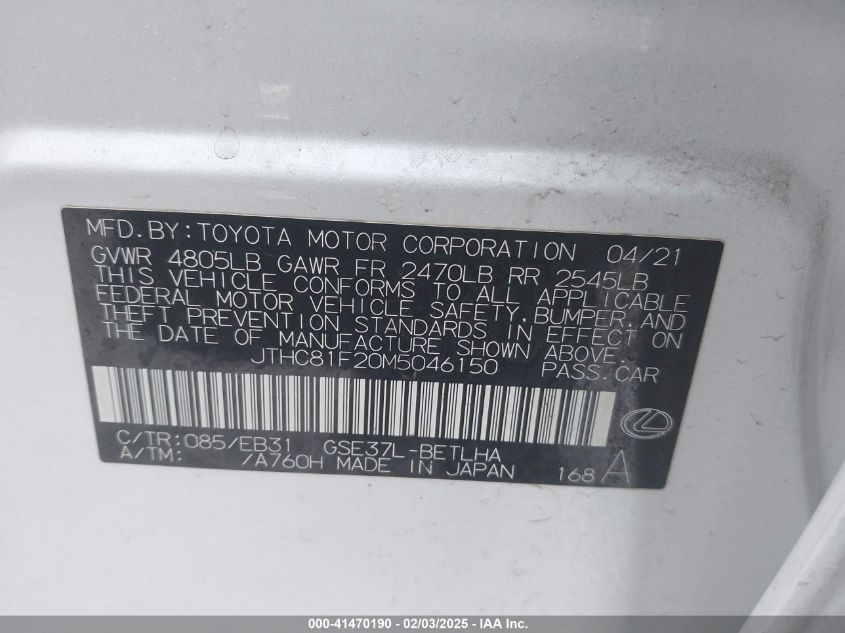 MFD.BY:TOYOTA MOTOR CORPORATION 04/21
GVWR 4805LB GAWR FR 2470LB RR 2545LB
THIS VEHICLE CONFORMS TO ALL APPLICABLE
FEDERAL MOTOR VEHICLE SAFETY,BUMPER,AND
THEFT PREVENTION STANDARDS IN EFFECT ON
THE DATE OF MANUFACTURE SHOWN ABOVE.
JTHC81F20M5046150 PASS.CAR
C/TR:085/EB31 GSE37L-BETLHA
A/TM: /A760H MADE IN JAPAN 168 A
000-41470190 - 02/03/2025 - IAA Inc.